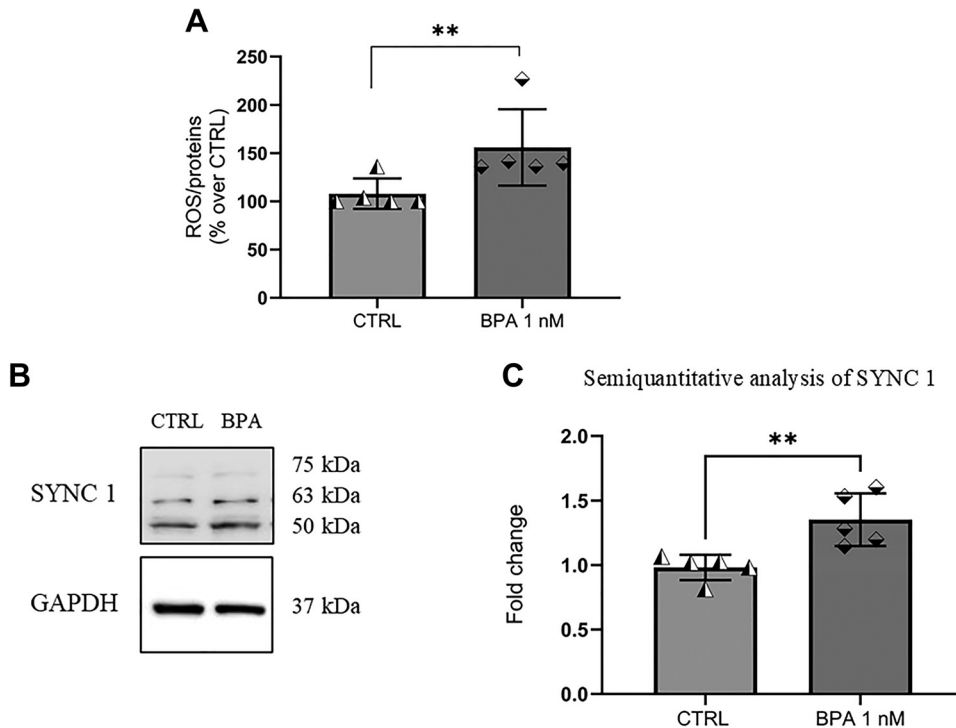 A
**
250
200
150
100
50
0
ROS/proteins
(% over CTRL)
CTRL
BPA 1 nM
B
CTRL BPA
SYNC 1
75 kDa
63 kDa
50 kDa
GAPDH
37 kDa
C
Semiquantitative analysis of SYNC 1
**
2.0
1.5
1.0
0.5
0.0
Fold change
CTRL
BPA 1 nM